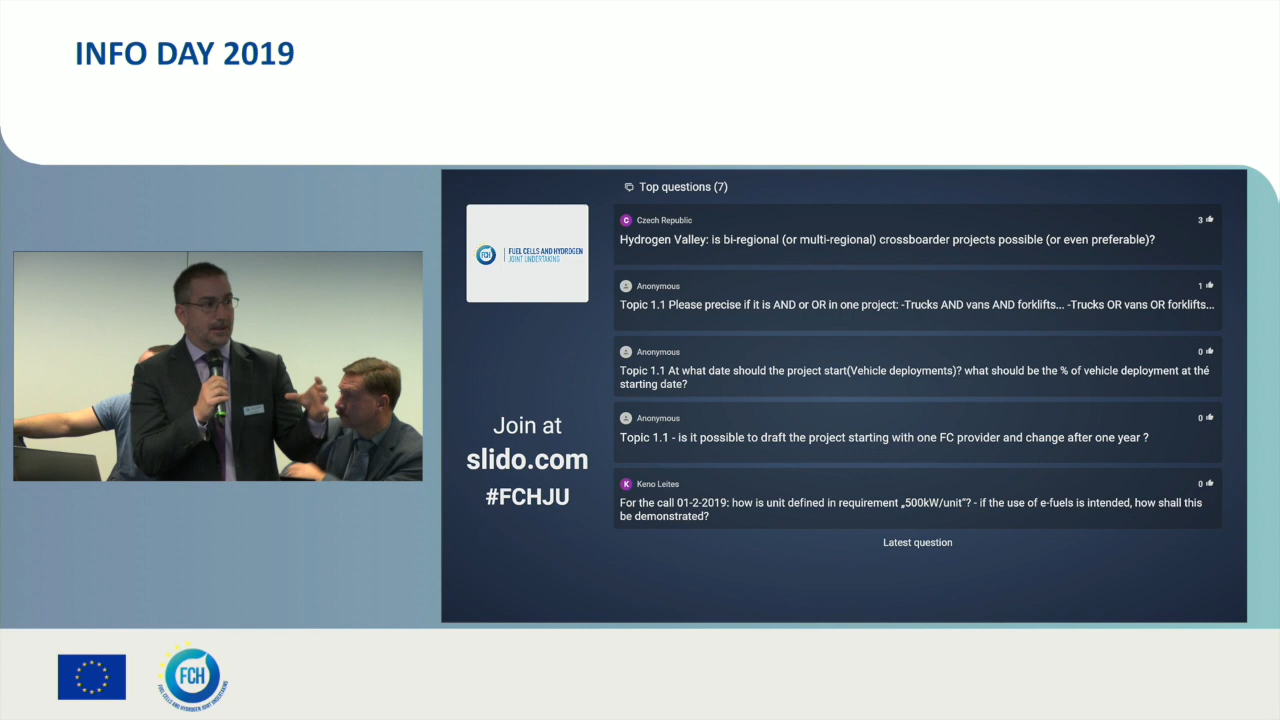 INFO DAY 2019
Top questions (7)
FCH
FUEL CELLS AND HYDROGEN
JOINT UNDERTAKING
C Czech Republic 3
Hydrogen Valley: is bi-regional (or multi-regional) crossboarder projects possible (or even preferable)?
Anonymous 1
Topic 1.1 Please precise if it is AND or OR in one project: -Trucks AND vans AND forklifts... -Trucks OR vans OR forklifts...
Anonymous 0
Topic 1.1 At what date should the project start(Vehicle deployments)? what should be the % of vehicle deployment at thé
starting date?
Anonymous 0
Topic 1.1 - is it possible to draft the project starting with one FC provider and change after one year ?
K Keno Leites 0
For the call 01-2-2019: how is unit defined in requirement „500kW/unit“? - if the use of e-fuels is intended, how shall this
be demonstrated?
Latest question
Join at
slido.com
#FCHJU
FCH
FUEL CELLS AND HYDROGEN JOINT UNDERTAKING